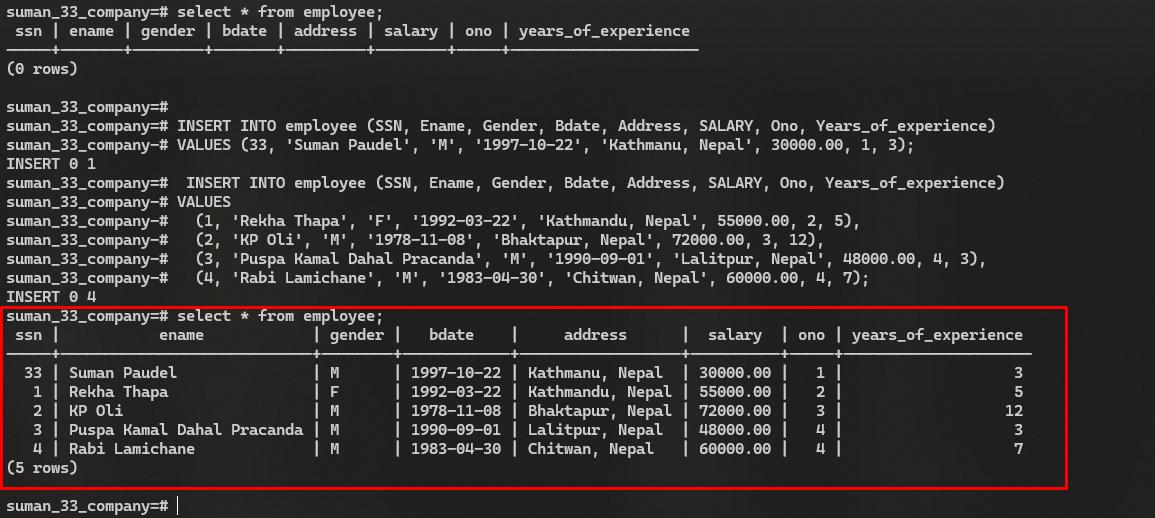 suman_33_company=# select * from employee;
 ssn | ename | gender | bdate | address | salary | ono | years_of_experience
-----+-------+--------+-------+---------+--------+-----+---------------------
(0 rows)
suman_33_company=#
suman_33_company=# INSERT INTO employee (SSN, Ename, Gender, Bdate, Address, SALARY, Ono, Years_of_experience)
suman_33_company-# VALUES (33, 'Suman Paudel', 'M', '1997-10-22', 'Kathmanu, Nepal', 30000.00, 1, 3);
INSERT 0 1
suman_33_company=#  INSERT INTO employee (SSN, Ename, Gender, Bdate, Address, SALARY, Ono, Years_of_experience)
suman_33_company-# VALUES
suman_33_company-#   (1, 'Rekha Thapa', 'F', '1992-03-22', 'Kathmandu, Nepal', 55000.00, 2, 5),
suman_33_company-#   (2, 'KP Oli', 'M', '1978-11-08', 'Bhaktapur, Nepal', 72000.00, 3, 12),
suman_33_company-#   (3, 'Puspa Kamal Dahal Pracanda', 'M', '1990-09-01', 'Lalitpur, Nepal', 48000.00, 4, 3),
suman_33_company-#   (4, 'Rabi Lamichane', 'M', '1983-04-30', 'Chitwan, Nepal', 60000.00, 4, 7);
INSERT 0 4
suman_33_company=# select * from employee;
 ssn |           ename            | gender |   bdate    |     address      |  salary  | ono | years_of_experience
-----+----------------------------+--------+------------+------------------+----------+-----+---------------------
  33 | Suman Paudel               | M      | 1997-10-22 | Kathmanu, Nepal  | 30000.00 |   1 |                   3
   1 | Rekha Thapa                | F      | 1992-03-22 | Kathmandu, Nepal | 55000.00 |   2 |                   5
   2 | KP Oli                     | M      | 1978-11-08 | Bhaktapur, Nepal | 72000.00 |   3 |                  12
   3 | Puspa Kamal Dahal Pracanda | M      | 1990-09-01 | Lalitpur, Nepal  | 48000.00 |   4 |                   3
   4 | Rabi Lamichane             | M      | 1983-04-30 | Chitwan, Nepal   | 60000.00 |   4 |                   7
(5 rows)
suman_33_company=#